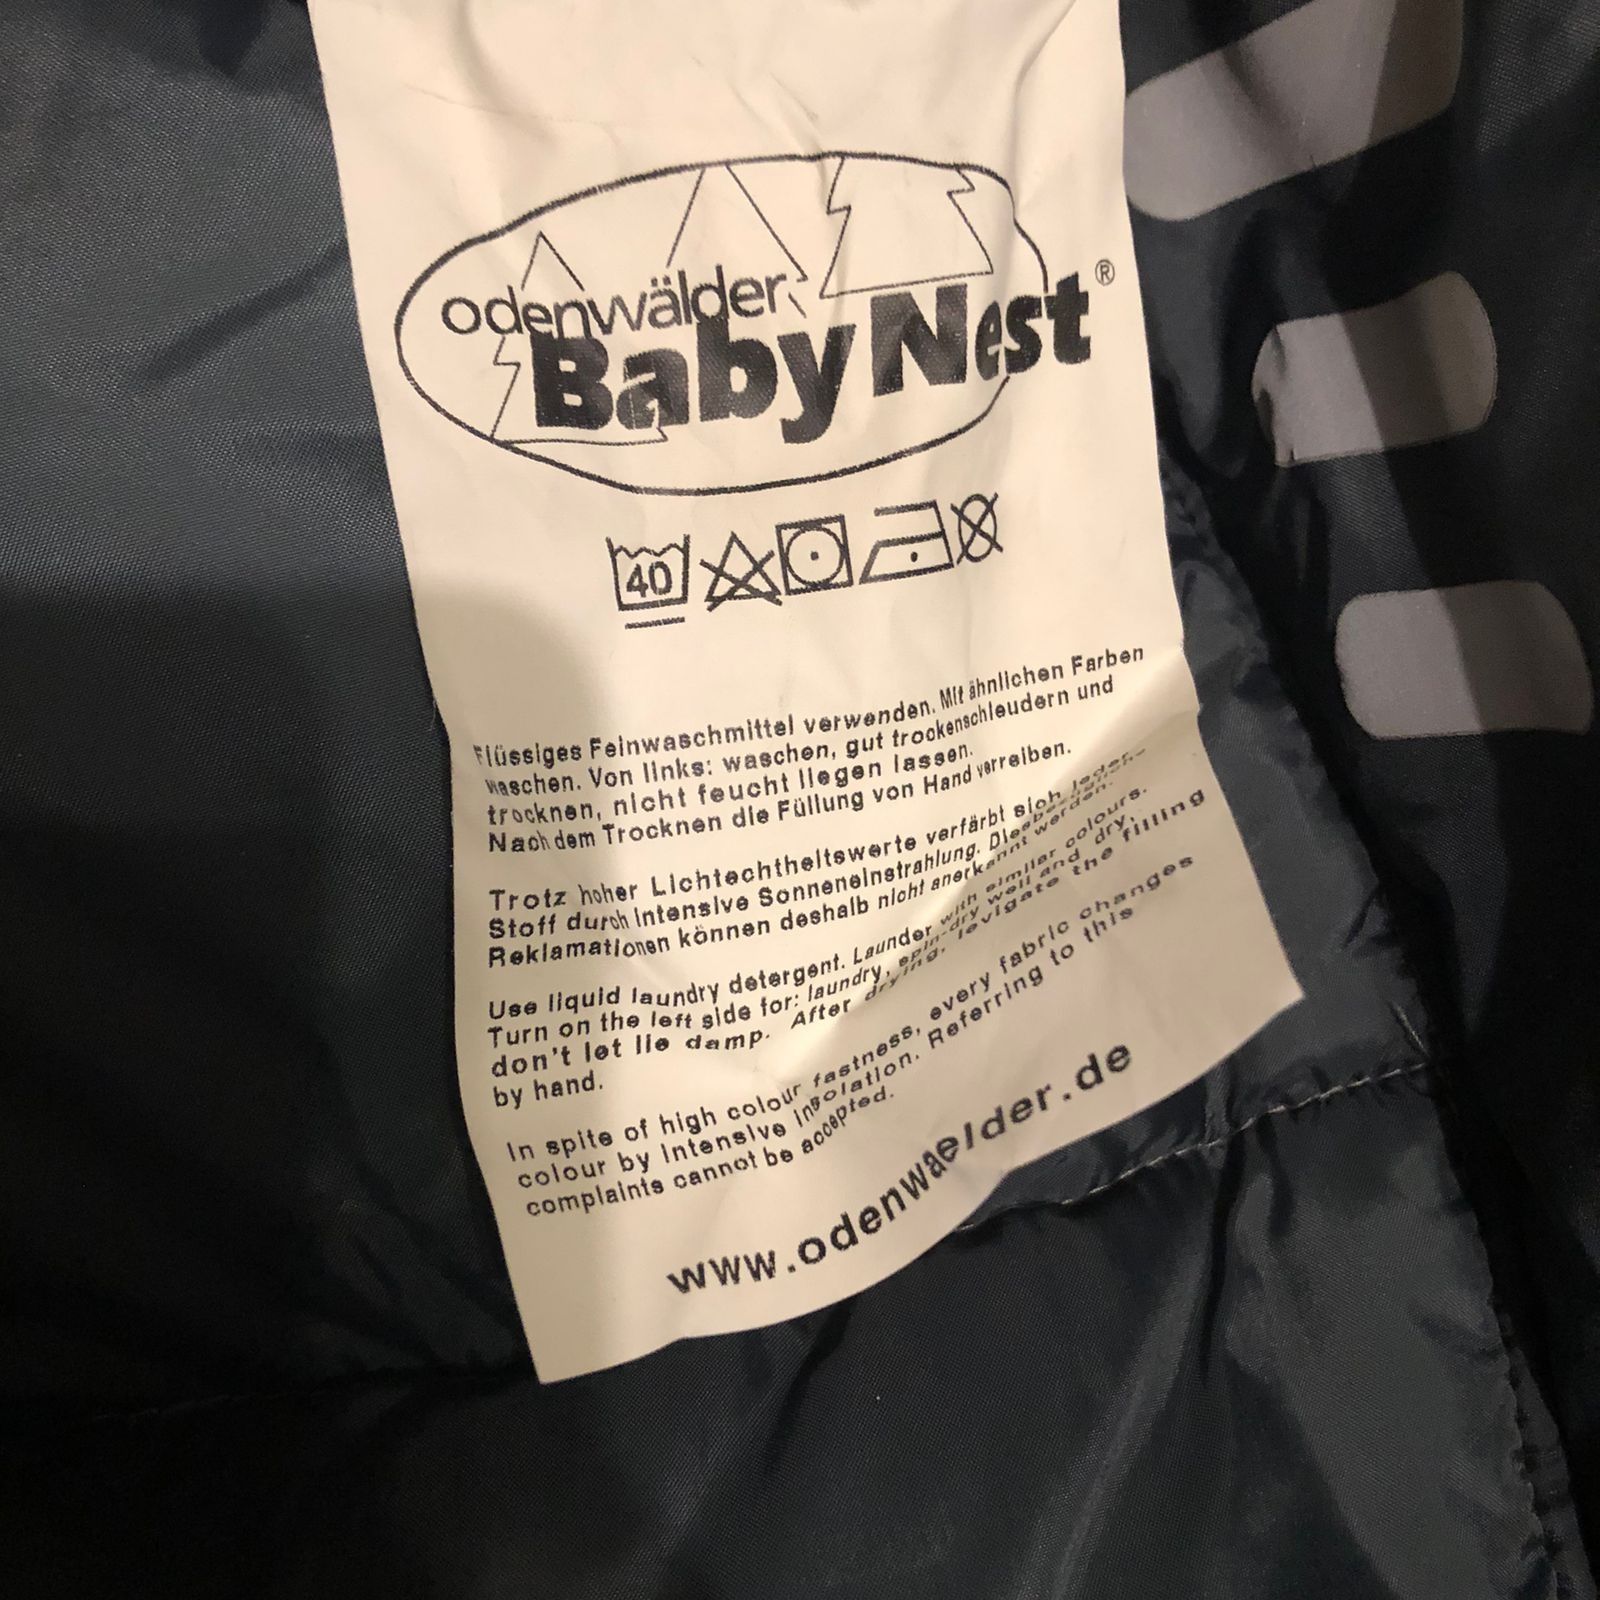 odenwälder
BabyNest®
40
Flüssiges Feinwaschmittel verwenden. Mit ähnlichen Farben
waschen. Von links: waschen, gut trockenschleudern und
trocknen, nicht feucht liegen lassen.
Nach dem Trocknen die Füllung von Hand verreiben.
Trotz hoher Lichtechtheitswerte verfärbt sich jeder
Stoff durch intensive Sonneneinstrahlung. Diesbezügliche
Reklamationen können deshalb nicht anerkannt werden.
Use liquid laundry detergent. Launder with similar colours.
Turn on the left side for: laundry, spin-dry well and dry,
don't let lie damp. After drying, levigate the filling
by hand.
In spite of high colour fastness, every fabric changes
colour by intensive insolation. Referring to this
complaints cannot be accepted.
www.odenwaelder.de